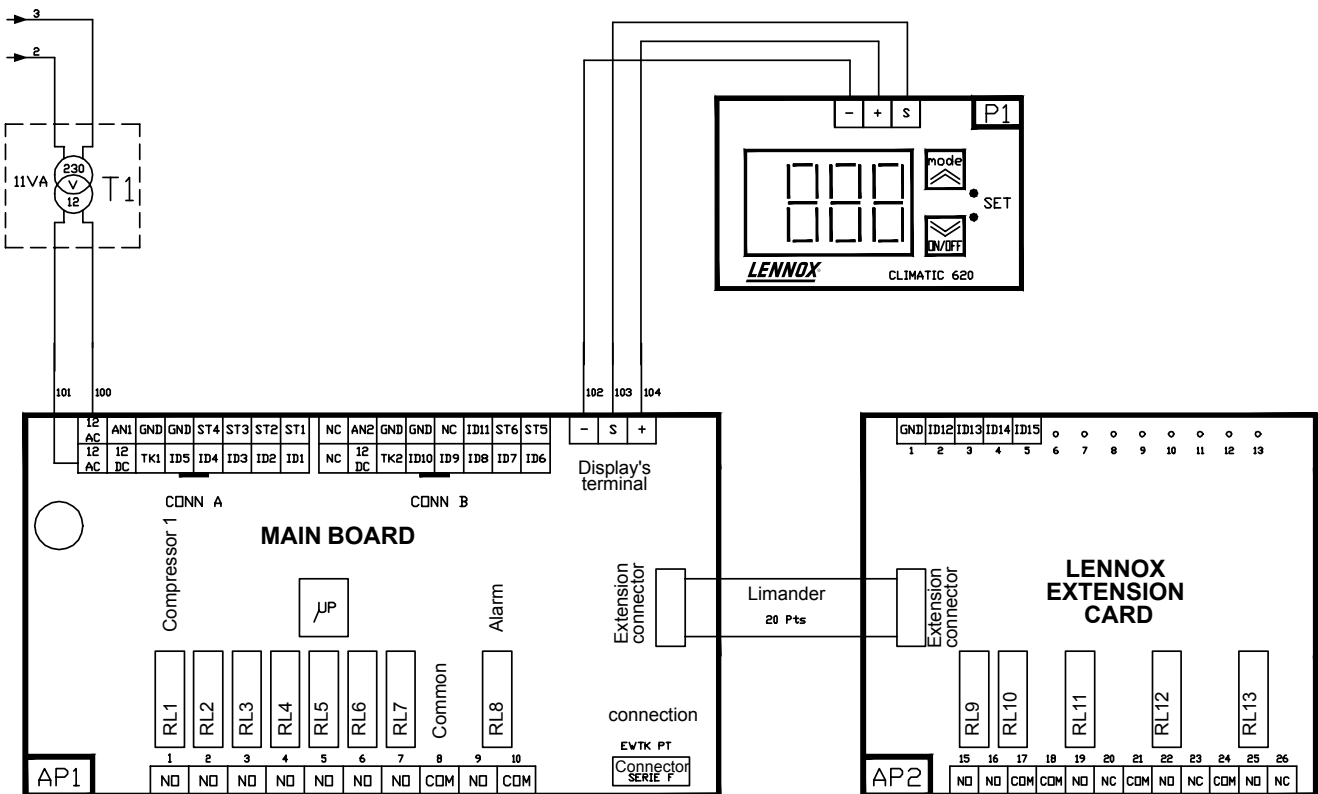 3
2
11VA
230
V
12
T1
- + S
P1
mode
SET
ON/OFF
LENNOX
CLIMATIC 620
101 100
102 103 104
12 AC AN1 GND GND ST4 ST3 ST2 ST1
NC AN2 GND GND NC ID11 ST6 ST5
- S +
12 AC 12 DC TK1 ID5 ID4 ID3 ID2 ID1
NC 12 DC TK2 ID10 ID9 ID8 ID7 ID6
Display's
terminal
CONN A
CONN B
MAIN BOARD
Compressor 1
µP
Alarm
Extension
connector
Common
RL1 RL2 RL3 RL4 RL5 RL6 RL7 RL8
connection
EWTK PT
Connector
SERIE F
1 2 3 4 5 6 7 8 9 10
AP1
NO NO NO NO NO NO NO COM NO COM
Limander
20 Pts
GND ID12 ID13 ID14 ID15
1 2 3 4 5 6 7 8 9 10 11 12 13
LENNOX
EXTENSION
CARD
Extension
connector
RL9 RL10 RL11 RL12 RL13
15 16 17 18 19 20 21 22 23 24 25 26
AP2
NO NO COM COM NO NC COM NO NC COM NO NC